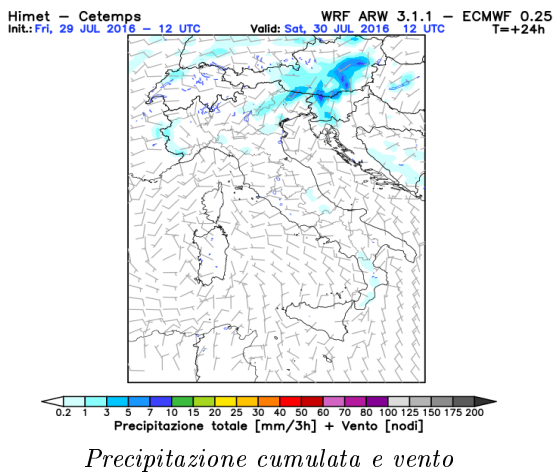 Himet – Cetemps WRF ARW 3.1.1 – ECMWF 0.25
Init.: Fri, 29 JUL 2016 – 12 UTC Valid: Sat, 30 JUL 2016 12 UTC T=+24h
0.2 1 3 5 7 10 15 20 25 30 40 50 60 70 80 100 125 150 175 200
Precipitazione totale [mm/3h] + Vento [nodi]
Precipitazione cumulata e vento